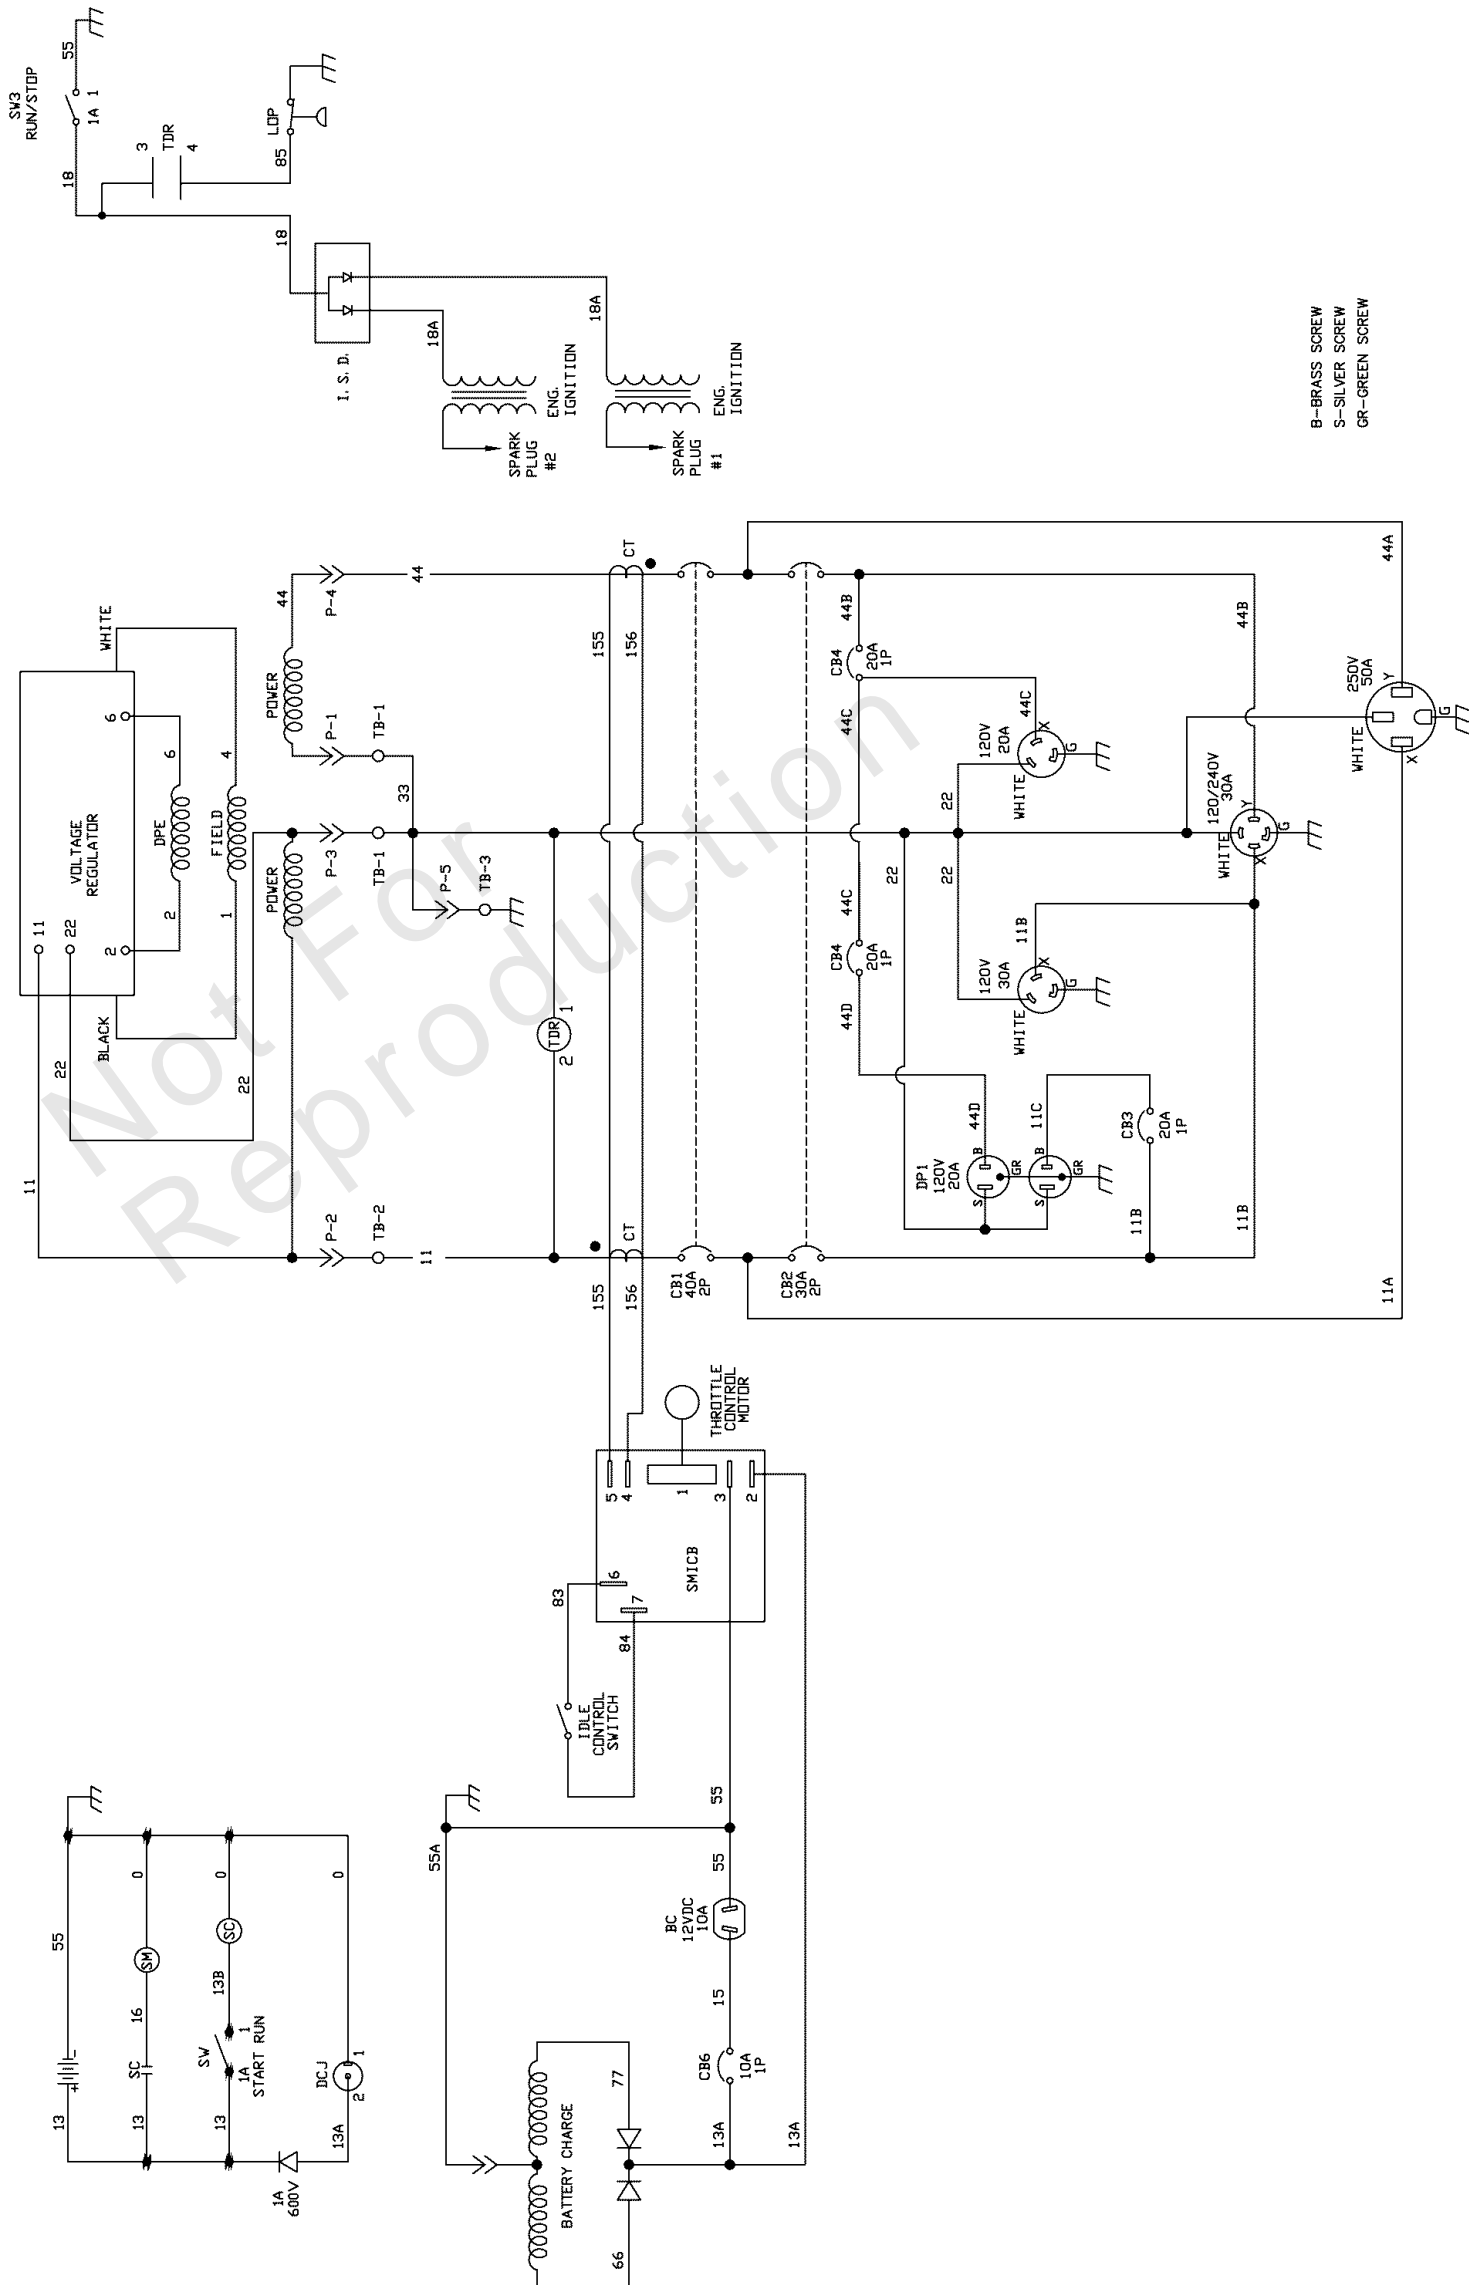 SW3
RUN/STOP
55
1A 1
18
3
TDR
4
LOP
85
18
I. S. D.
18A
18A
ENG.
IGNITION
SPARK
PLUG
#2
ENG.
IGNITION
SPARK
PLUG
#1
B-BRASS SCREW
S-SILVER SCREW
GR-GREEN SCREW
VOLTAGE
REGULATOR
WHITE
BLACK
11
22
2
6
DPE
2
6
FIELD
1
4
11
22
22
POWER
POWER
44
P-4
44
P-1
TB-1
33
P-3
TB-1
P-5
TB-3
P-2
TB-2
11
TDR
1
2
CT
CT
155
156
155
156
CB1
40A
2P
CB2
30A
2P
44B
CB4
20A
1P
44C
44C
120V
20A
WHITE
X
G
22
44C
CB4
20A
1P
44D
22
22
120V
30A
WHITE
X
G
11B
44B
120/240V
30A
WHITE
X
Y
G
250V
50A
WHITE
X
Y
G
44A
44D
11C
DP1
120V
20A
B
S
GR
B
S
GR
CB3
20A
1P
11B
11B
11A
THROTTLE
CONTROL
MOTOR
SMICB
5
4
1
3
2
6
7
83
84
IDLE
CONTROL
SWITCH
55
55
13
SC
13
16
SM
0
SW
13
1A
1
START RUN
13B
SC
0
DCJ
2
1
13A
0
1A
600V
55A
BATTERY CHARGE
66
77
13A
13A
CB6
10A
1P
15
BC
12VDC
10A
55
Not For
Reproduction